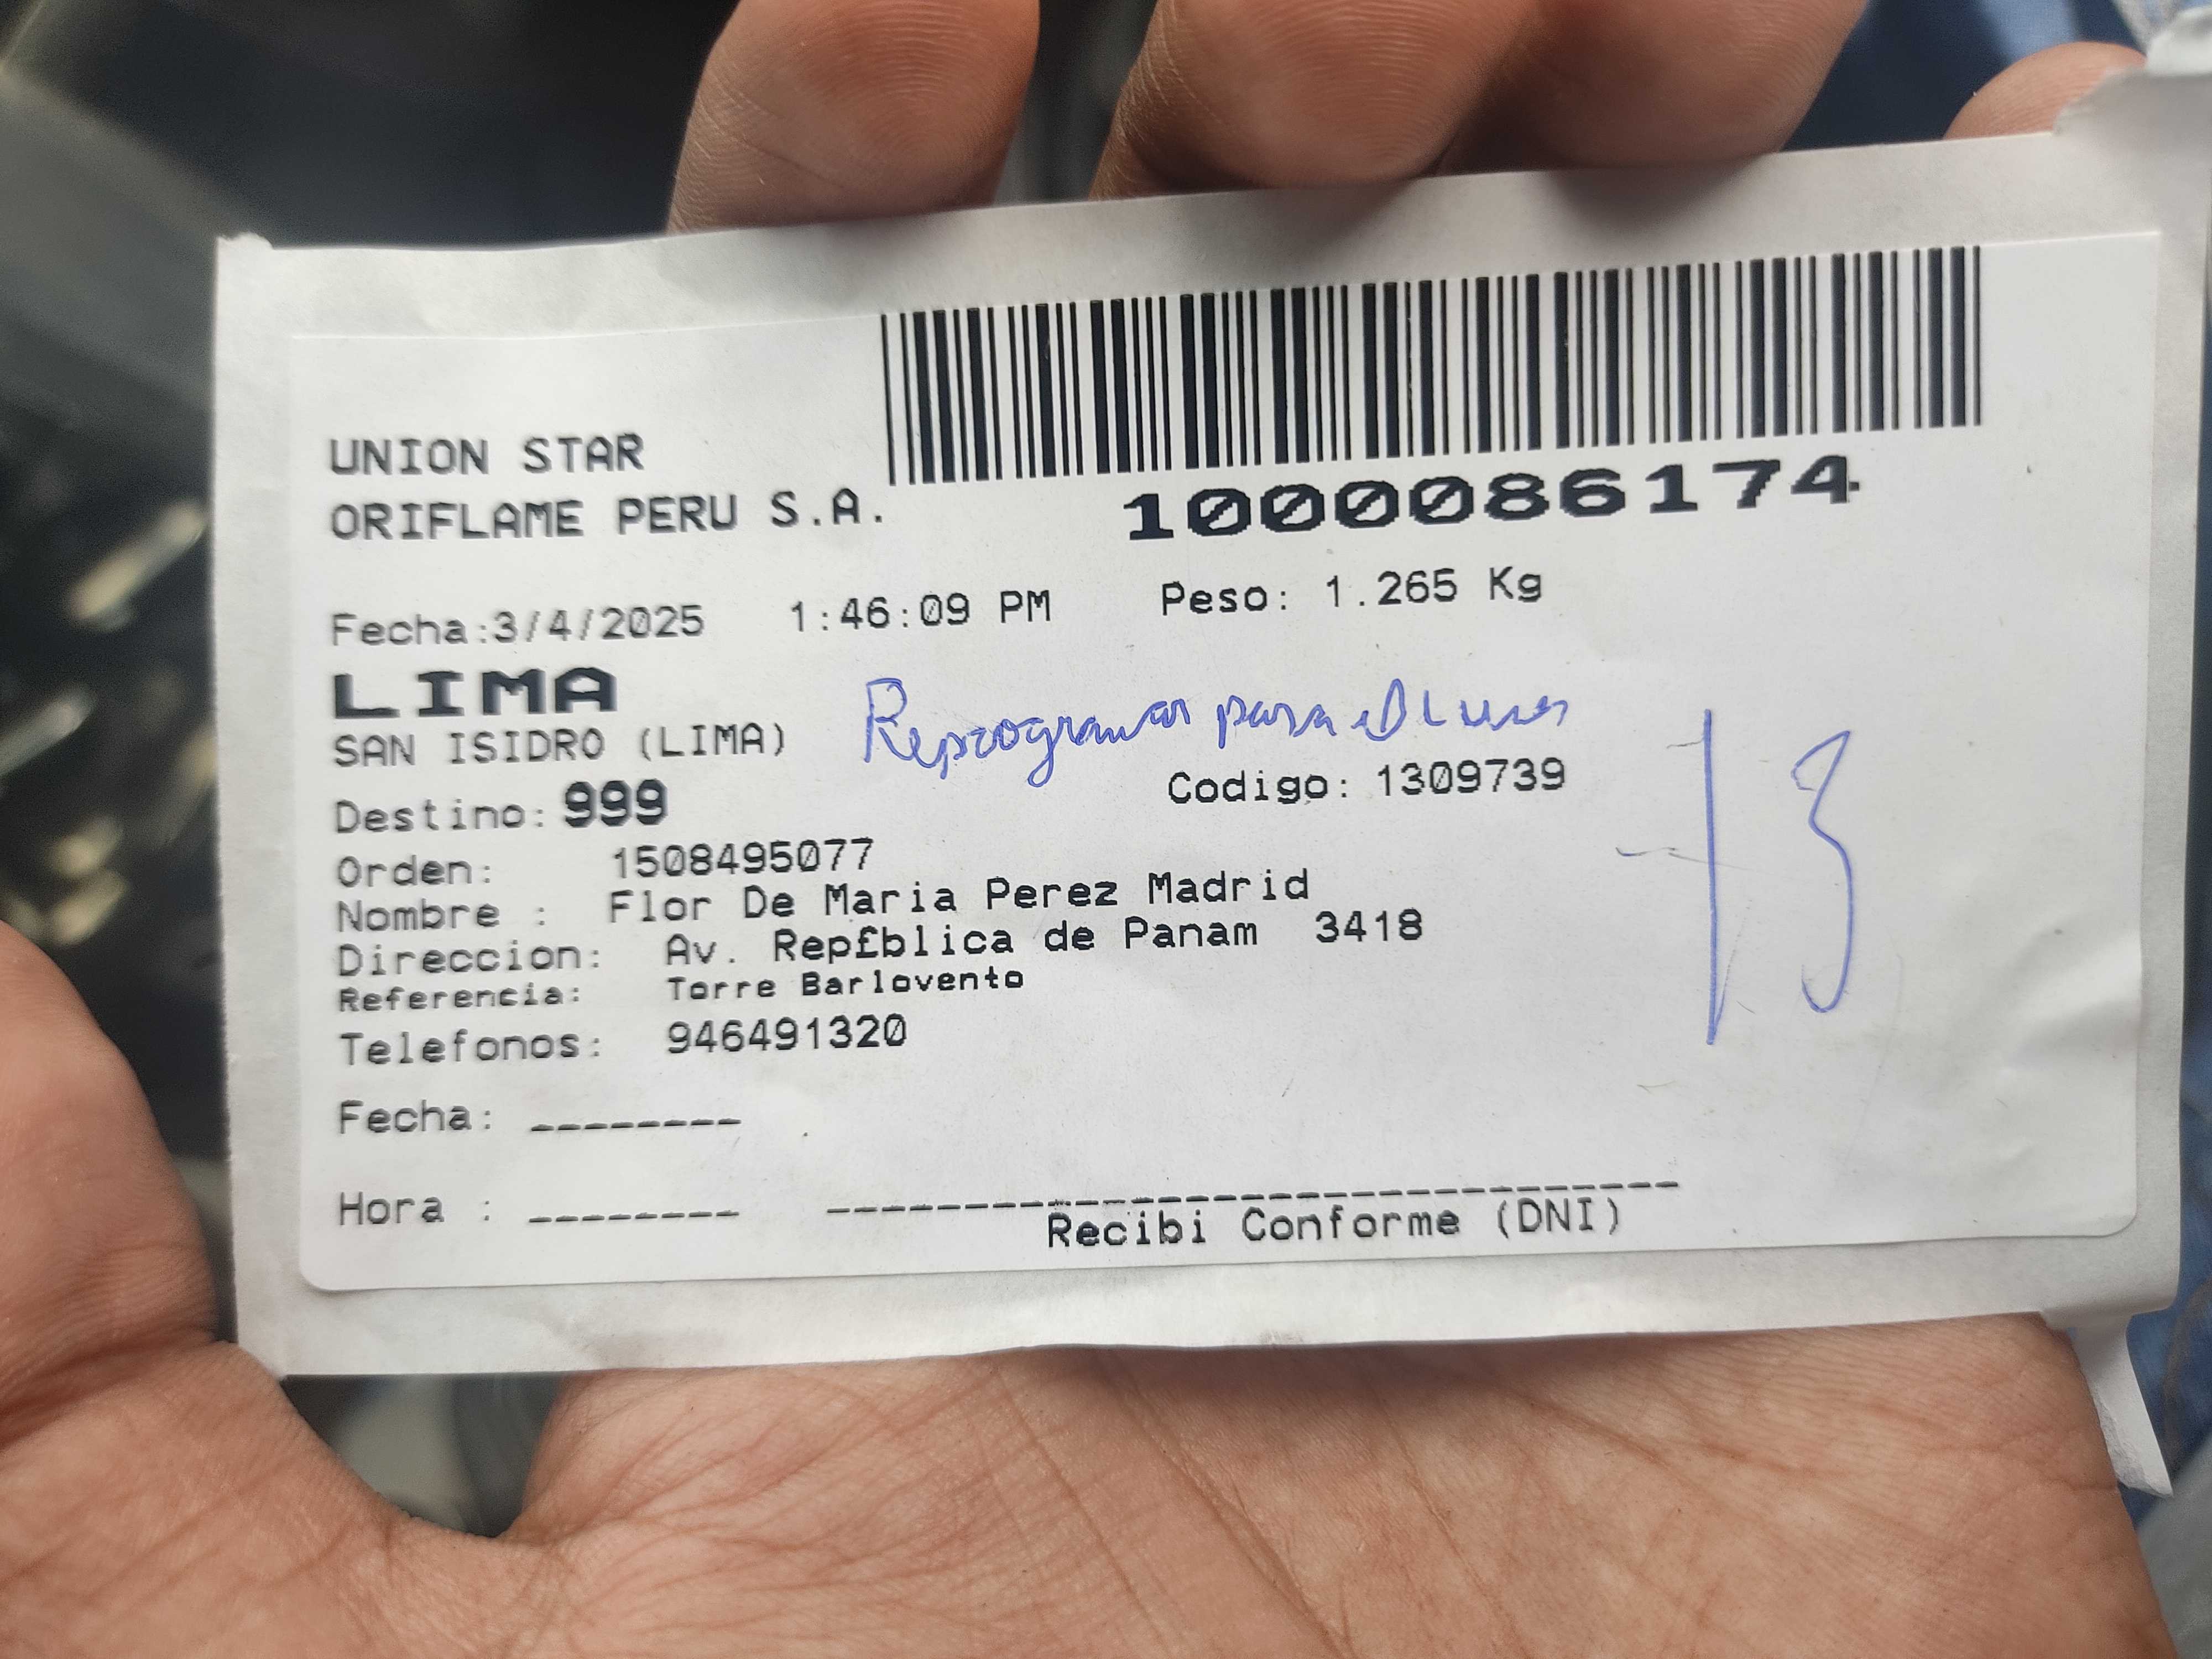 UNION STAR
ORIFLAME PERU S.A.
1000086174
Fecha:3/4/2025 1:46:09 PM Peso: 1.265 Kg
LIMA
SAN ISIDRO (LIMA) Reprogramar para el Lunes
Destino: 999 Codigo: 1309739
13
Orden: 1508495077
Nombre : Flor De Maria Perez Madrid
Direccion: Av. Rep£blica de Panam 3418
Referencia: Torre Barlovento
Telefonos: 946491320
Fecha: ________
Hora : ________
Recibi Conforme (DNI)